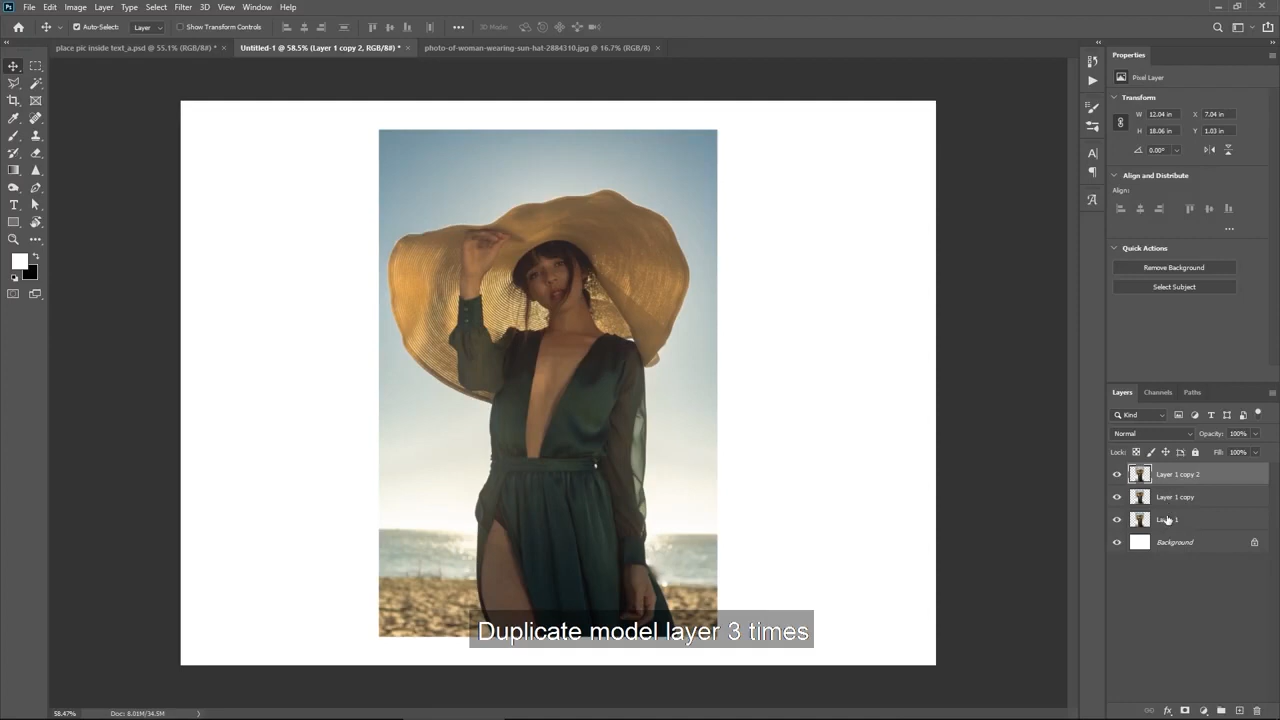 Ps File Edit Image Layer Type Select Filter 3D View Window Help
Auto-Select: Layer Show Transform Controls 3D Mode:
place pic inside text_a.psd @ 55.1% (RGB/8#) * × Untitled-1 @ 58.5% (Layer 1 copy 2, RGB/8#) * × photo-of-woman-wearing-sun-hat-2884310.jpg @ 16.7% (RGB/8) ×
Properties
Pixel Layer
Transform
W 12.04 in X 7.04 in
H 18.06 in Y 1.03 in
0.00°
Align and Distribute
Align:
Quick Actions
Remove Background
Select Subject
Layers Channels Paths
Kind
Normal Opacity: 100%
Lock: Fill: 100%
Layer 1 copy 2
Layer 1 copy
Background
Duplicate model layer 3 times
58.47% Doc: 8.01M/34.5M